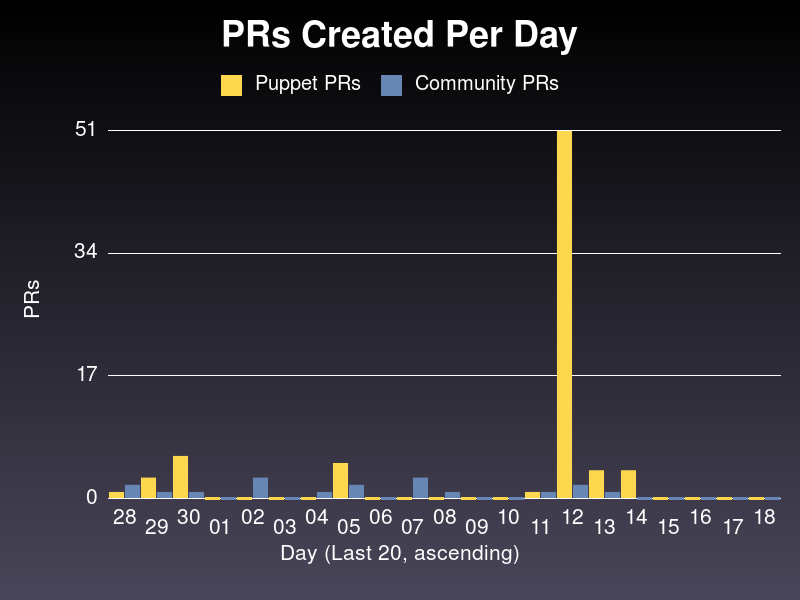 PRs Created Per Day
Puppet PRs Community PRs
51
34
17
0
PRs
28 29 30 01 02 03 04 05 06 07 08 09 10 11 12 13 14 15 16 17 18
Day (Last 20, ascending)